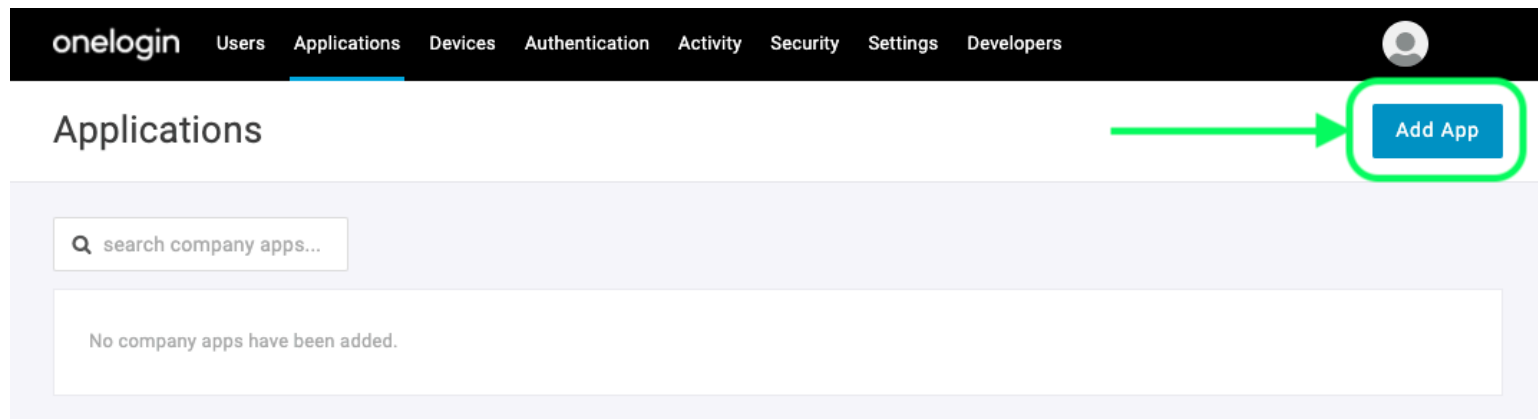 onelogin Users Applications Devices Authentication Activity Security Settings Developers
Applications
Add App
search company apps...
No company apps have been added.